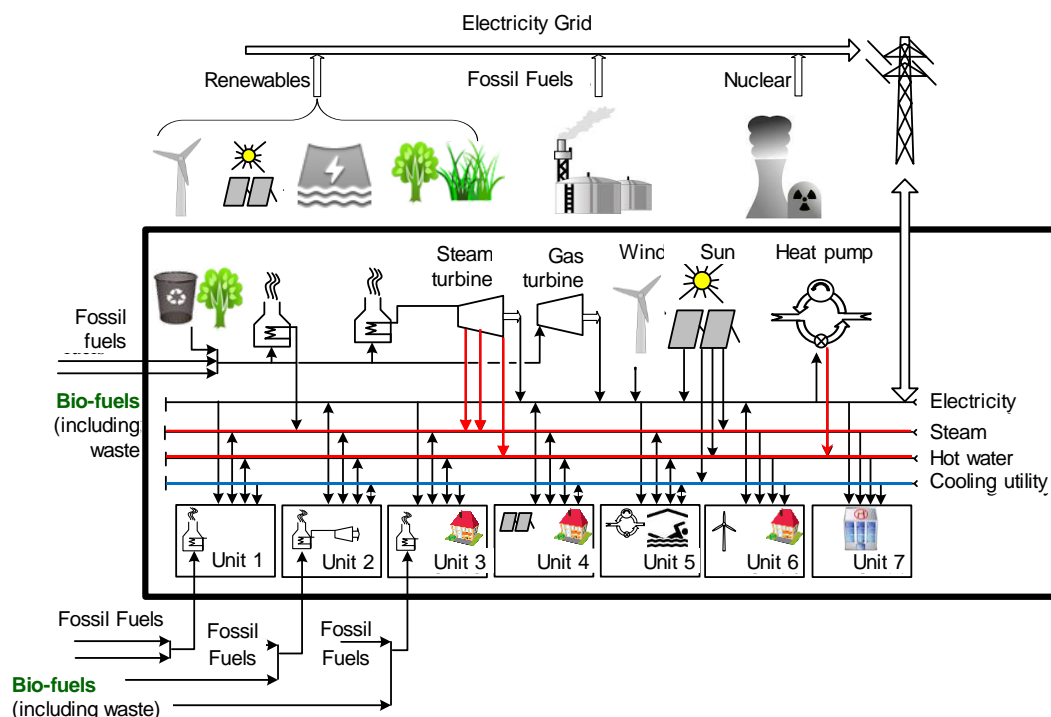 Electricity Grid
Renewables
Fossil Fuels
Nuclear
Steam
turbine
Gas
turbine
Wind
Sun
Heat pump
Fossil
fuels
Bio-fuels
(including
waste
Electricity
Steam
Hot water
Cooling utility
Unit 1
Unit 2
Unit 3
Unit 4
Unit 5
Unit 6
Unit 7
Fossil Fuels
Fossil
Fuels
Fossil
Fuels
Bio-fuels
(including waste)